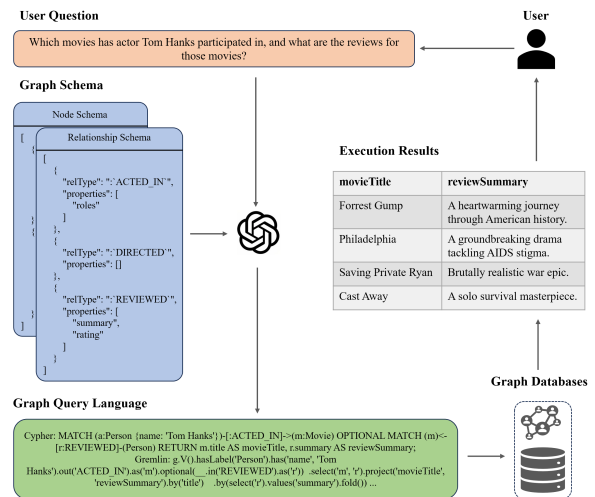 User Question
User
Which movies has actor Tom Hanks participated in, and what are the reviews for
those movies?
Graph Schema
Node Schema
[
{
}
{
}
]
Relationship Schema
[
{
"relType": ":`ACTED_IN`",
"properties": [
"roles"
]
},
{
"relType": ":`DIRECTED`",
"properties": []
},
{
"relType": ":`REVIEWED`",
"properties": [
"summary",
"rating"
]
}
]
Execution Results
movieTitle reviewSummary
Forrest Gump A heartwarming journey
through American history.
Philadelphia A groundbreaking drama
tackling AIDS stigma.
Saving Private Ryan Brutally realistic war epic.
Cast Away A solo survival masterpiece.
Graph Databases
Graph Query Language
Cypher: MATCH (a:Person {name: 'Tom Hanks'})-[:ACTED_IN]->(m:Movie) OPTIONAL MATCH (m)<-
[r:REVIEWED]-(Person) RETURN m.title AS movieTitle, r.summary AS reviewSummary;
Gremlin: g.V().hasLabel('Person').has('name', 'Tom
Hanks').out('ACTED_IN').as('m').optional(__.in('REVIEWED').as('r')) .select('m', 'r').project('movieTitle',
'reviewSummary').by('title') .by(select('r').values('summary').fold()) ...